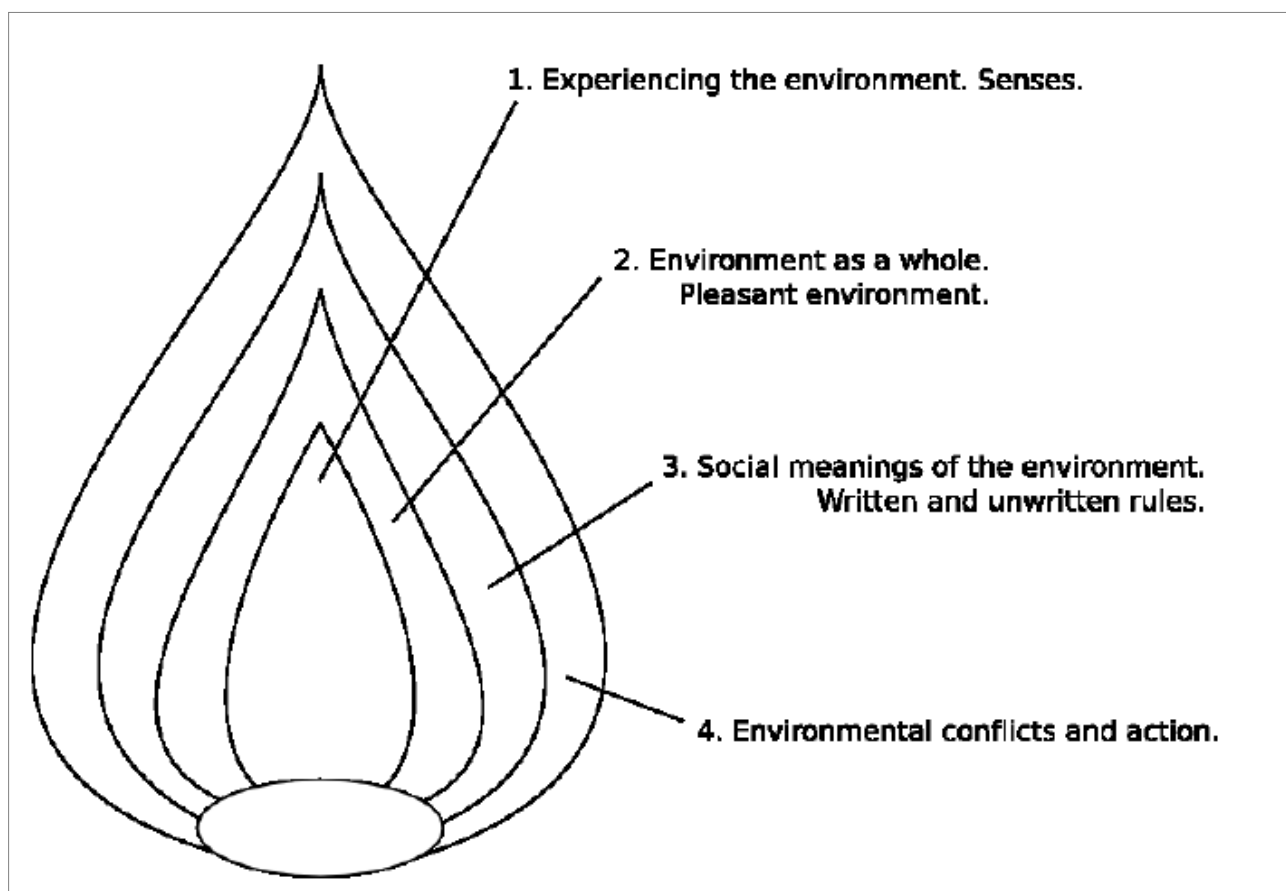 1. Experiencing the environment. Senses.
2. Environment as a whole.
Pleasant environment.
3. Social meanings of the environment.
Written and unwritten rules.
4. Environmental conflicts and action.